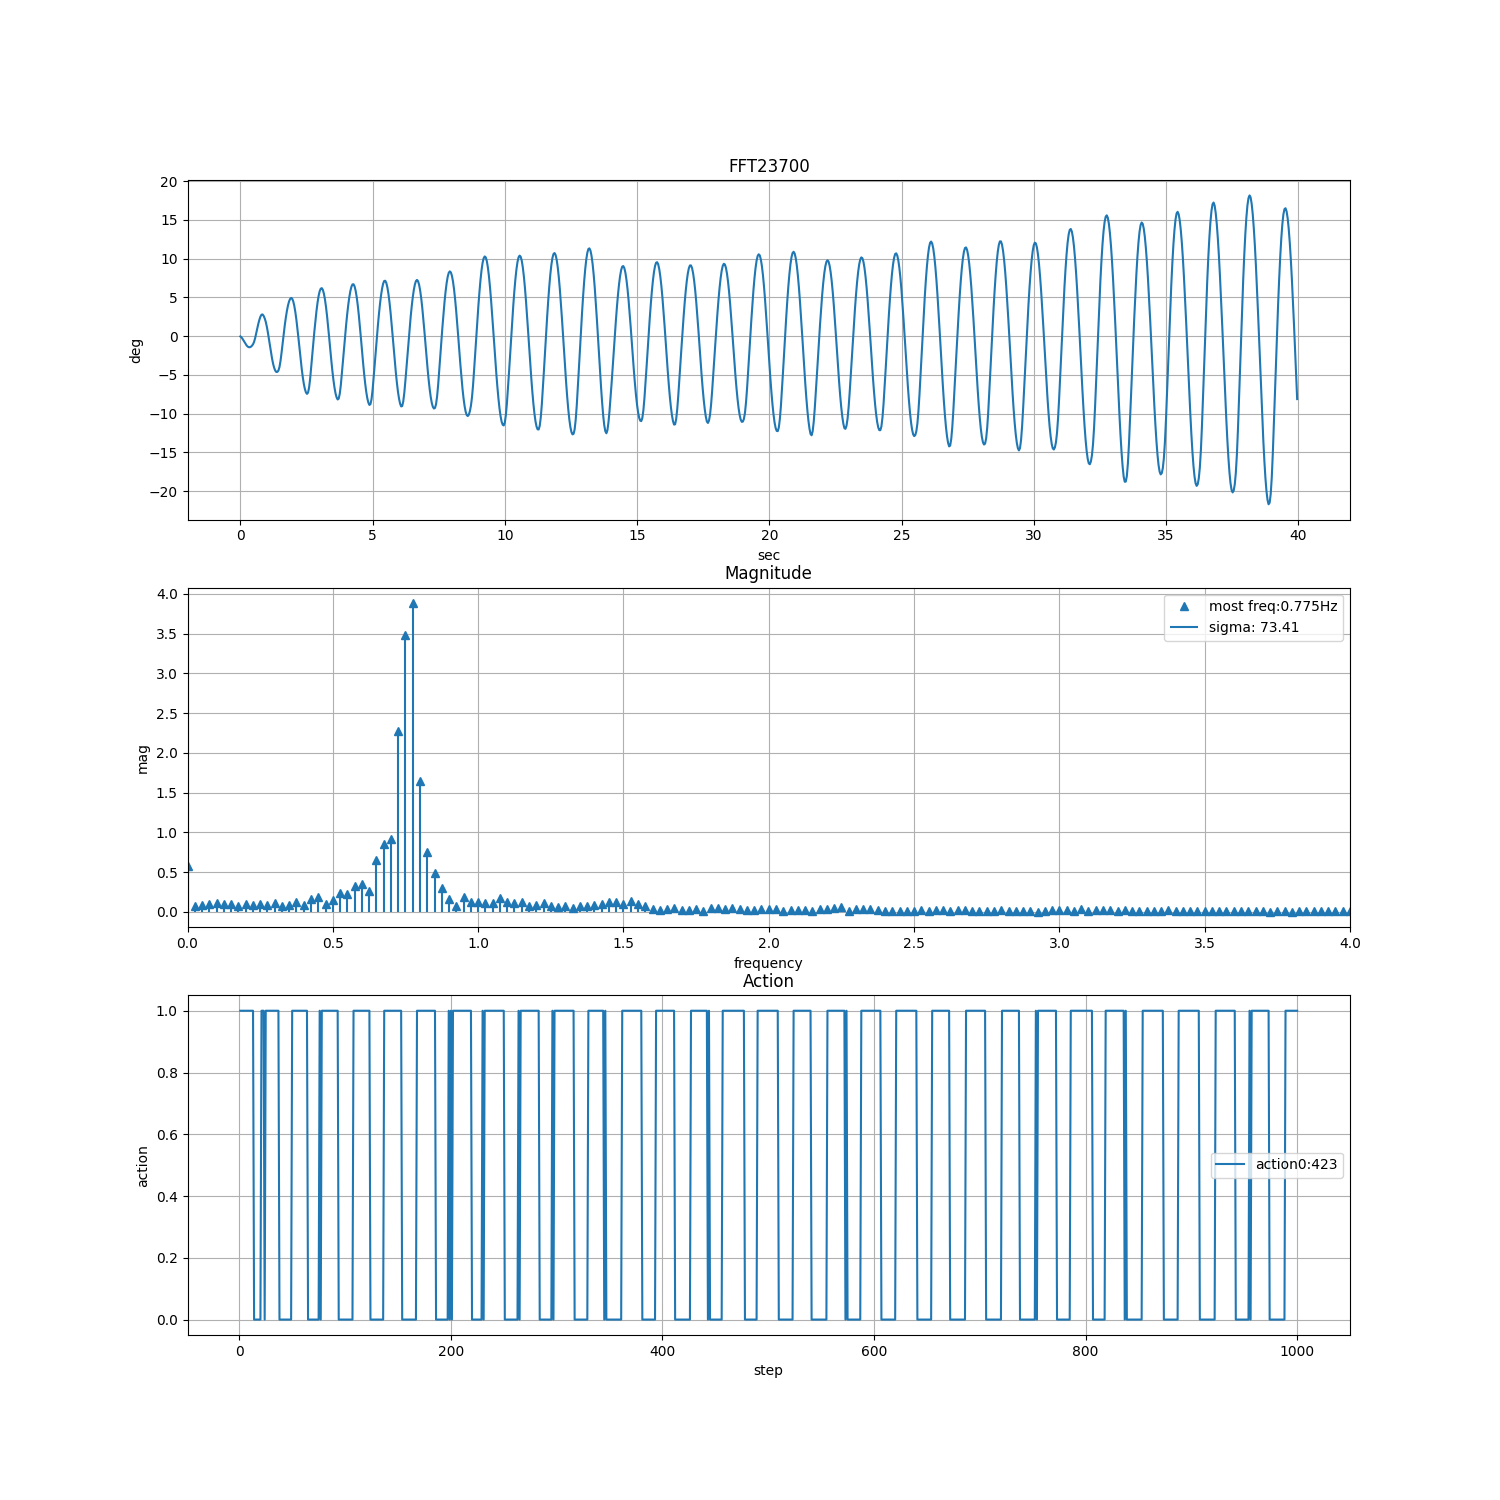 FFT23700
20
15
10
5
0
−5
−10
−15
−20
deg
0 5 10 15 20 25 30 35 40
sec
Magnitude
4.0
3.5
3.0
2.5
2.0
1.5
1.0
0.5
0.0
mag
most freq:0.775Hz
sigma: 73.41
0.0 0.5 1.0 1.5 2.0 2.5 3.0 3.5 4.0
frequency
Action
1.0
0.8
0.6
0.4
0.2
0.0
action
action0:423
0 200 400 600 800 1000
step